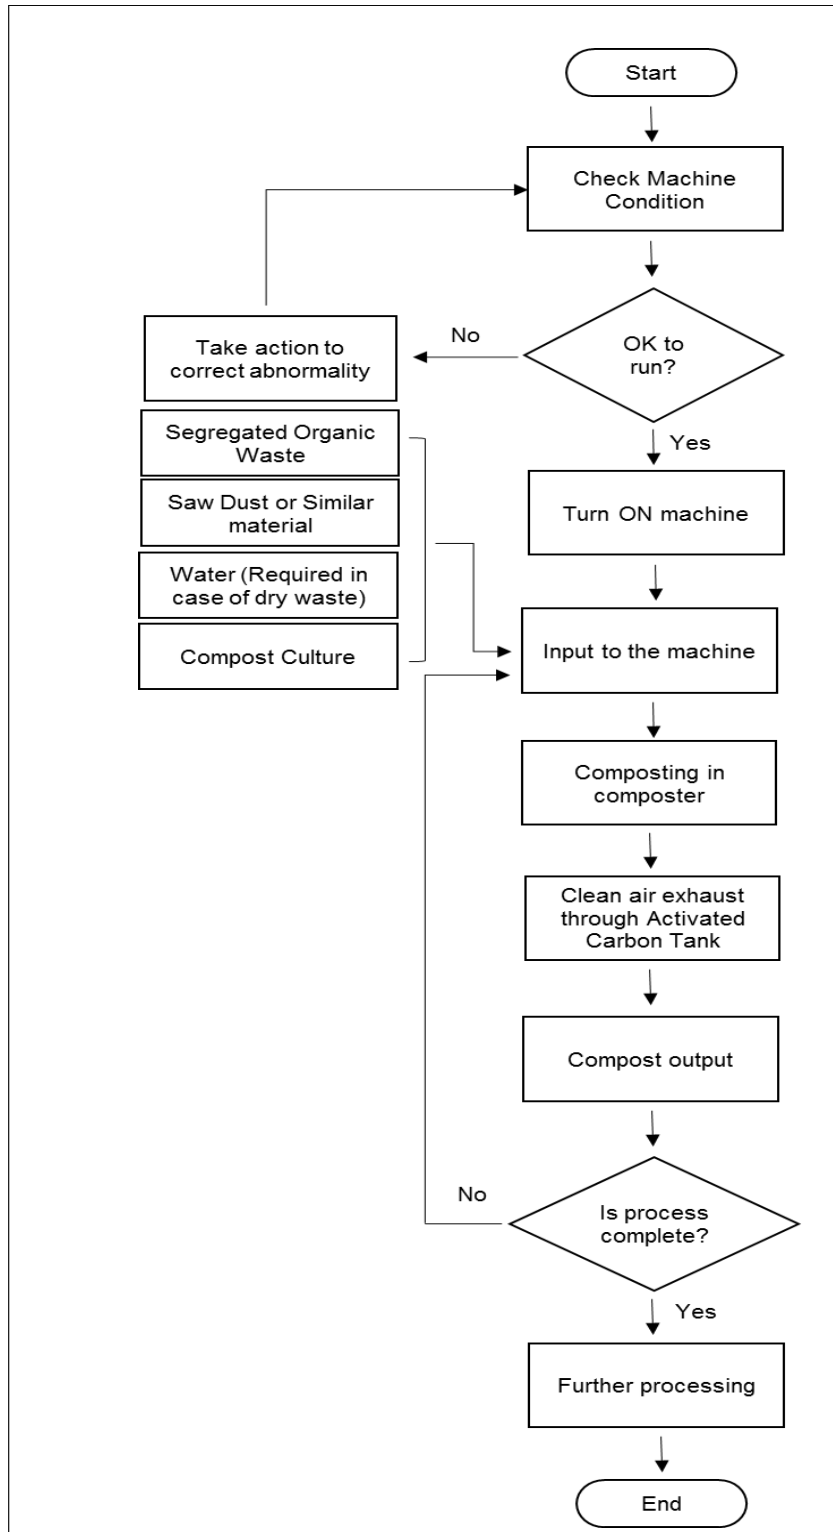 Start
Check Machine
Condition
OK to
run?
No
Take action to
correct abnormality
Yes
Segregated Organic
Waste
Saw Dust or Similar
material
Water (Required in
case of dry waste)
Compost Culture
Turn ON machine
Input to the machine
Composting in
composter
Clean air exhaust
through Activated
Carbon Tank
Compost output
Is process
complete?
No
Yes
Further processing
End